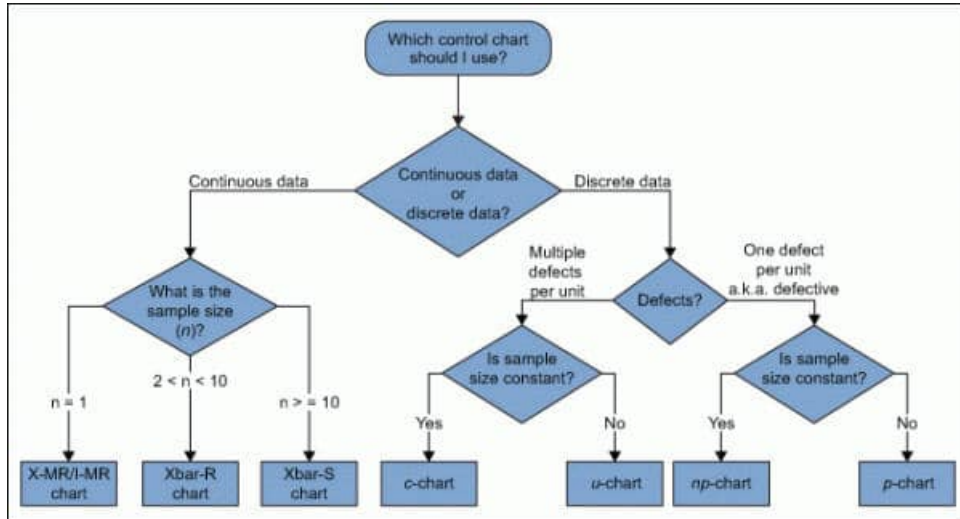 Which control chart
should I use?
Continuous data
Continuous data
or
discrete data?
Discrete data
Multiple
defects
per unit
One defect
per unit
a.k.a. defective
What is the
sample size
(n)?
Defects?
Is sample
size constant?
Is sample
size constant?
n = 1
2 < n < 10
n > = 10
Yes
No
Yes
No
X-MR/I-MR
chart
Xbar-R
chart
Xbar-S
chart
c-chart
u-chart
np-chart
p-chart